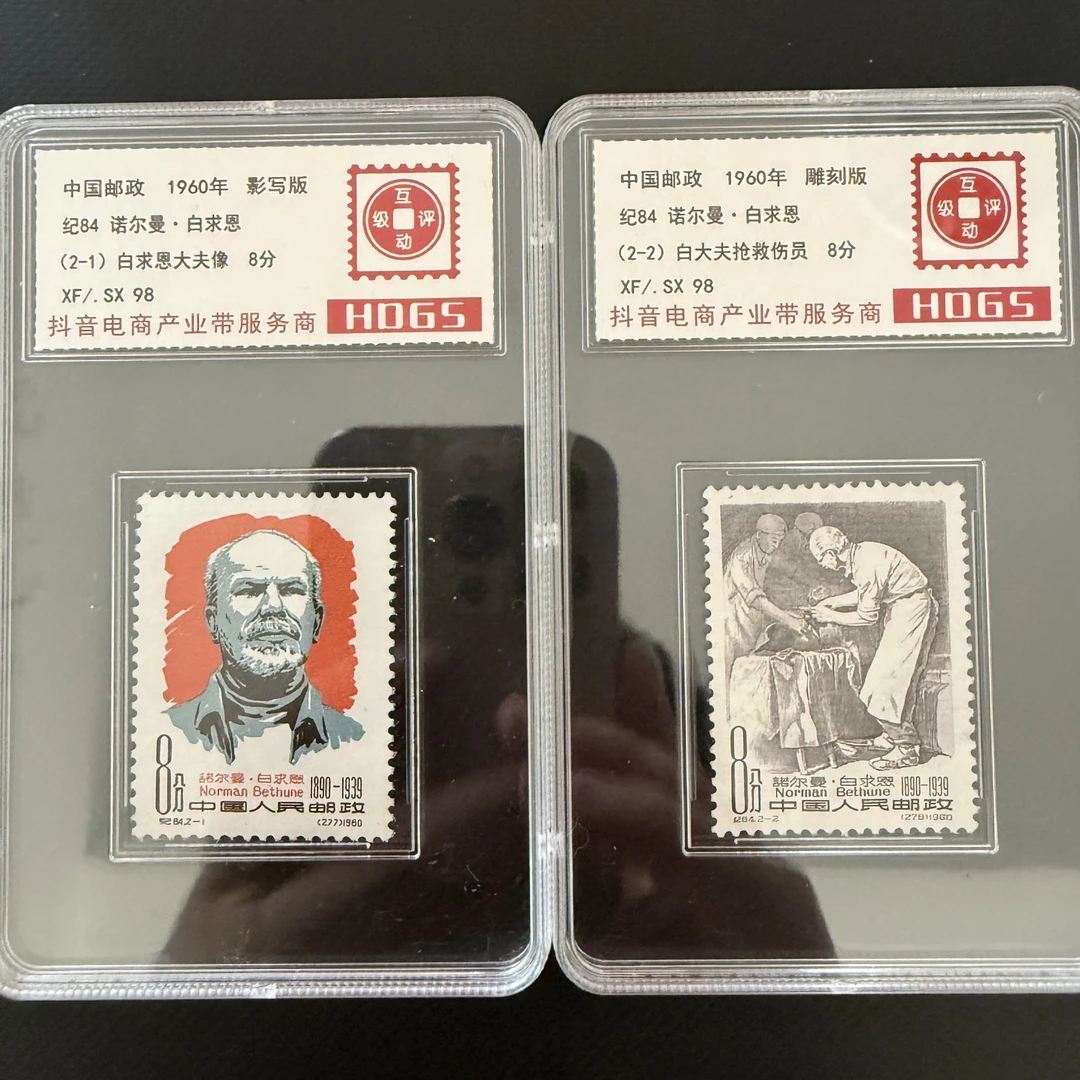 中国邮政 1960年 影写版
纪84 诺尔曼·白求恩
(2-1) 白求恩大夫像 8分
XF/.SX 98
抖音电商产业带服务商
互
级 评
动
HDGS
8分
諾尔曼·白求恩
Norman Bethune
1890-1939
中国人民邮政
纪84.2-1
(277)1960
中国邮政 1960年 雕刻版
纪84 诺尔曼·白求恩
(2-2) 白大夫抢救伤员 8分
XF/.SX 98
抖音电商产业带服务商
互
级 评
动
HDGS
8分
諾尔曼·白求恩
Norman Bethune
1890-1939
中国人民邮政
纪84.2-2
(278)1960